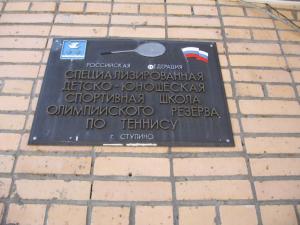 РОССИЙСКАЯ ФЕДЕРАЦИЯ
СПЕЦИАЛИЗИРОВАННАЯ
ДЕТСКО-ЮНОШЕСКАЯ
СПОРТИВНАЯ ШКОЛА
ОЛИМПИЙСКОГО РЕЗЕРВА
ПО ТЕННИСУ
г. СТУПИНО